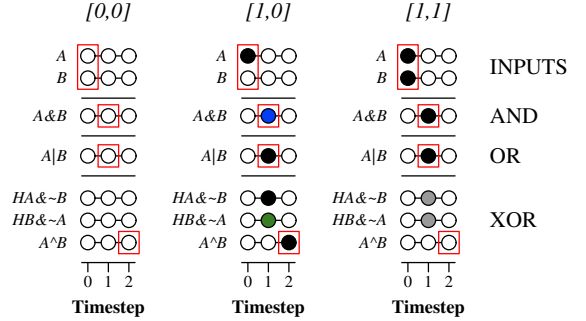 [0,0] [1,0] [1,1]
A A A INPUTS
B B B
A&B A&B A&B AND
A|B A|B A|B OR
HA&~B HA&~B HA&~B
HB&~A HB&~A HB&~A XOR
A^B A^B A^B
0 1 2 0 1 2 0 1 2
Timestep Timestep Timestep